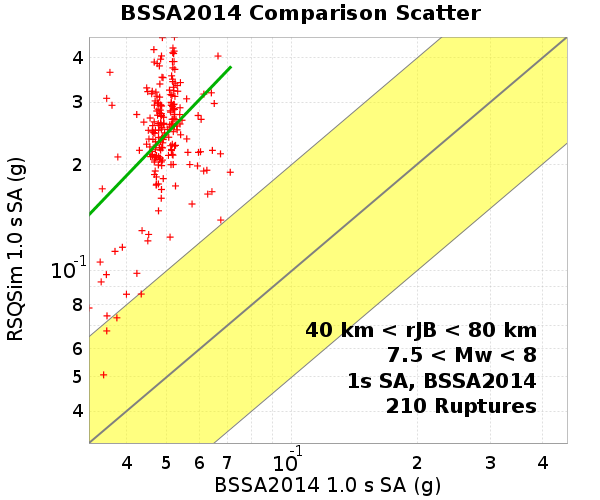 BSSA2014 Comparison Scatter
RSQSim 1.0 s SA (g)
4
3
2
10⁻¹
8
6
5
4
40 km < rJB < 80 km
7.5 < Mw < 8
1s SA, BSSA2014
210 Ruptures
4 5 6 7 10⁻¹ 2 3 4
BSSA2014 1.0 s SA (g)